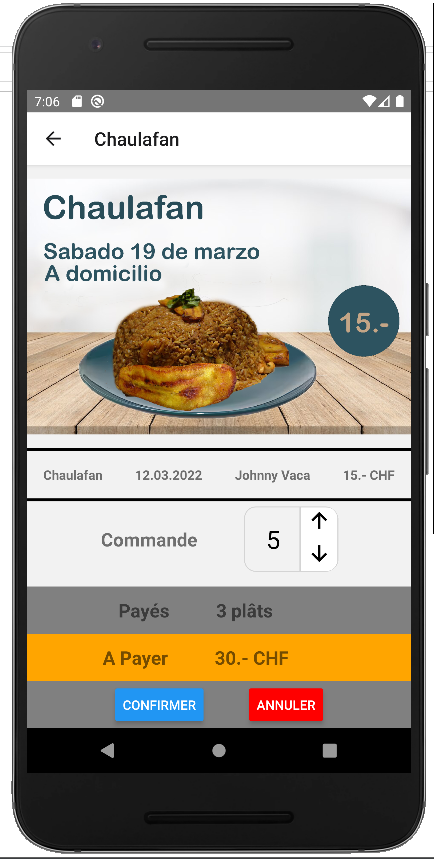 7:06
Chaulafan
Chaulafan
Sabado 19 de marzo
A domicilio
15.-
Chaulafan 12.03.2022 Johnny Vaca 15.- CHF
Commande 5
Payés 3 plâts
A Payer 30.- CHF
CONFIRMER ANNULER